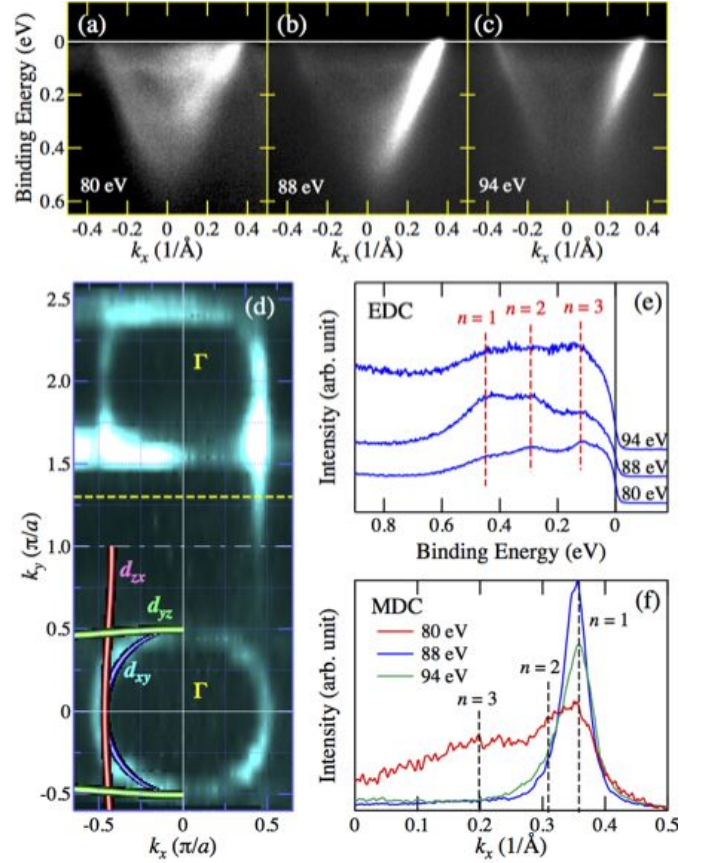 (a)
(b)
(c)
Binding Energy (eV)
0
0.2
0.4
0.6
80 eV
88 eV
94 eV
-0.4 -0.2 0 0.2 0.4 -0.4 -0.2 0 0.2 0.4 -0.4 -0.2 0 0.2 0.4
kₓ (1/Å) kₓ (1/Å) kₓ (1/Å)
(d)
2.5
2.0
1.5
1.0
0.5
0
-0.5
k_y (π/a)
Γ
d_zx
d_yz
d_xy
Γ
-0.5 0 0.5
kₓ (π/a)
(e)
EDC
n = 1
n = 2
n = 3
94 eV
88 eV
80 eV
Intensity (arb. unit)
0.8 0.6 0.4 0.2 0
Binding Energy (eV)
(f)
MDC
80 eV
88 eV
94 eV
n = 1
n = 2
n = 3
Intensity (arb. unit)
0 0.1 0.2 0.3 0.4 0.5
kₓ (1/Å)